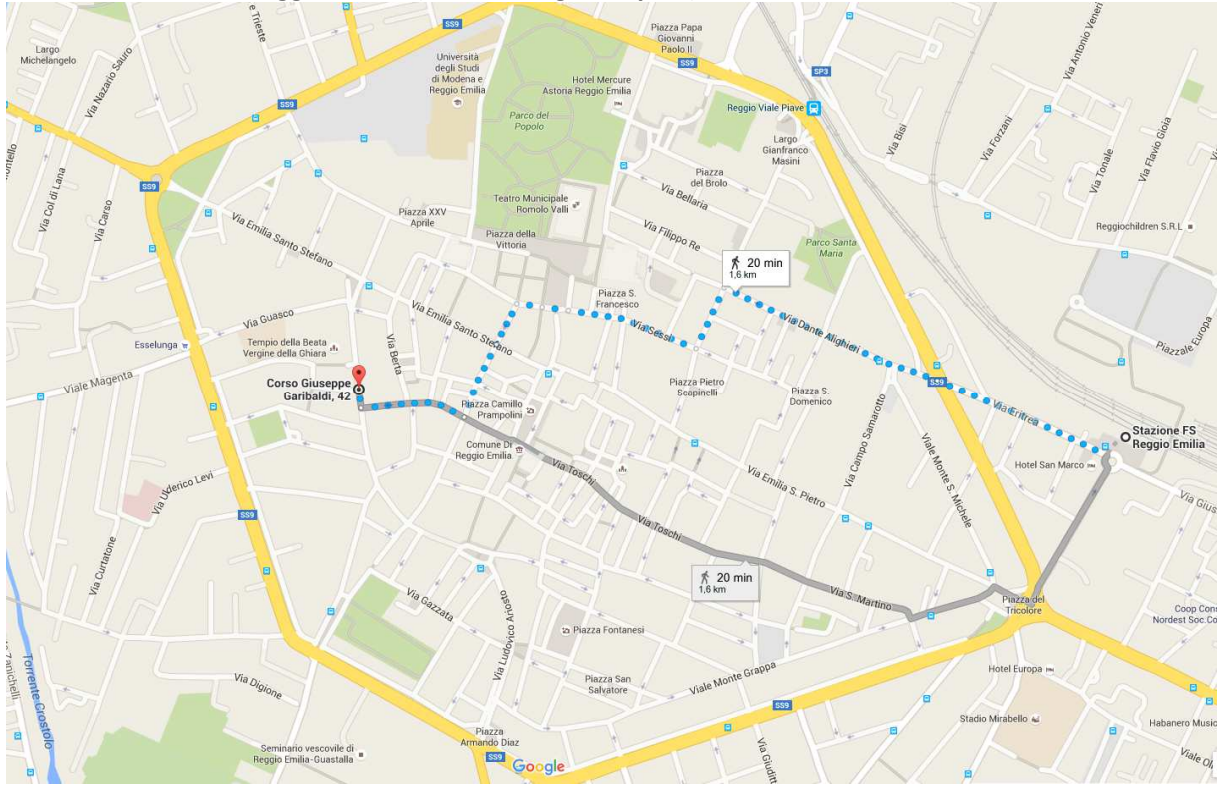 Piazza Papa
Giovanni
Paolo II
SS9
SS9
e Trieste
Largo
Michelangelo
Via Nazario Sauro
Università
degli Studi
di Modena e
Reggio Emilia
Hotel Mercure
Astoria Reggio Emilia
SP3
Via Antonio Veneri
SS9
Reggio Viale Piave
Parco del
Popolo
Via Bisi
Via Forzani
Via Flavio Gioia
Largo
Gianfranco
Masini
Via Tonale
Via Col di Lana
Via Carso
SS9
Piazza
del Brolo
Via Bellaria
Teatro Municipale
Romolo Valli
Piazza XXV
Aprile
Via Emilia Santo Stefano
Piazza della
Vittoria
Via Filippo Re
Parco Santa
Maria
Reggiochildren S.R.L
20 min
1,6 km
Piazza S.
Francesco
Via Emilia Santo Stefano
Via Guasco
Via Sessi
Via Dante Alighieri
Piazzale Europa
Esselunga
Tempio della Beata
Vergine della Ghiara
Via Berta
Viale Magenta
Corso Giuseppe
Garibaldi, 42
Piazza Pietro
Scapinelli
SS9
Piazza S.
Domenico
Piazza Camillo
Prampolini
Via Eritrea
Stazione FS
Reggio Emilia
Comune Di
Reggio Emilia
Via Campo Samarotto
Viale Monte S. Michele
Hotel San Marco
Via Toschi
Via Emilia S. Pietro
Via Gius
Via Ulderico Levi
SS9
Via Toschi
Via Curtatone
20 min
1,6 km
Via S. Martino
Piazza del
Tricolore
Via Gazzata
Via Ludovico Ariosto
Coop Cons
Nordest Soc.Co
Piazza Fontanesi
Zanichelli
Torrente Crostolo
Via Digione
Piazza San
Salvatore
Viale Monte Grappa
Hotel Europa
SS9
Stadio Mirabello
Habanero Music
Piazza
Armando Diaz
Seminario vescovile di
Reggio Emilia-Guastalla
SS9
Google
Via Giuditt
Viale Ol